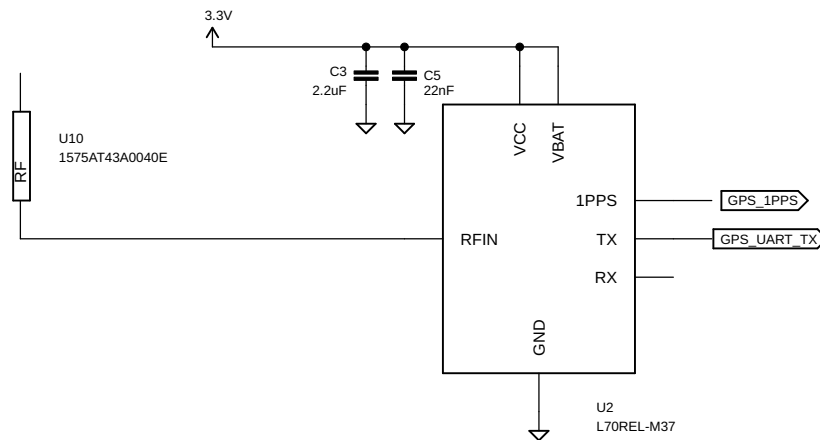 3.3V
C3
2.2uF
C5
22nF
U10
1575AT43A0040E
RF
VCC
VBAT
1PPS
GPS_1PPS
RFIN
TX
GPS_UART_TX
RX
GND
U2
L70REL-M37